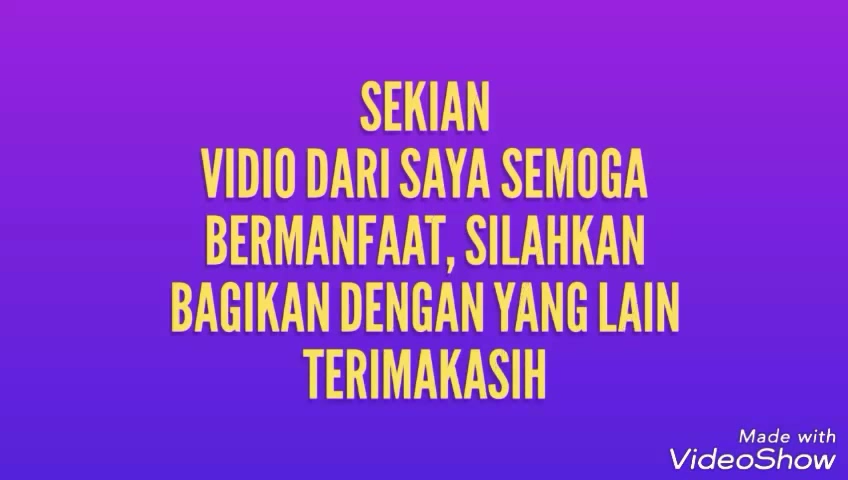 SEKIAN
VIDIO DARI SAYA SEMOGA
BERMANFAAT, SILAHKAN
BAGIKAN DENGAN YANG LAIN
TERIMAKASIH
Made with
VideoShow